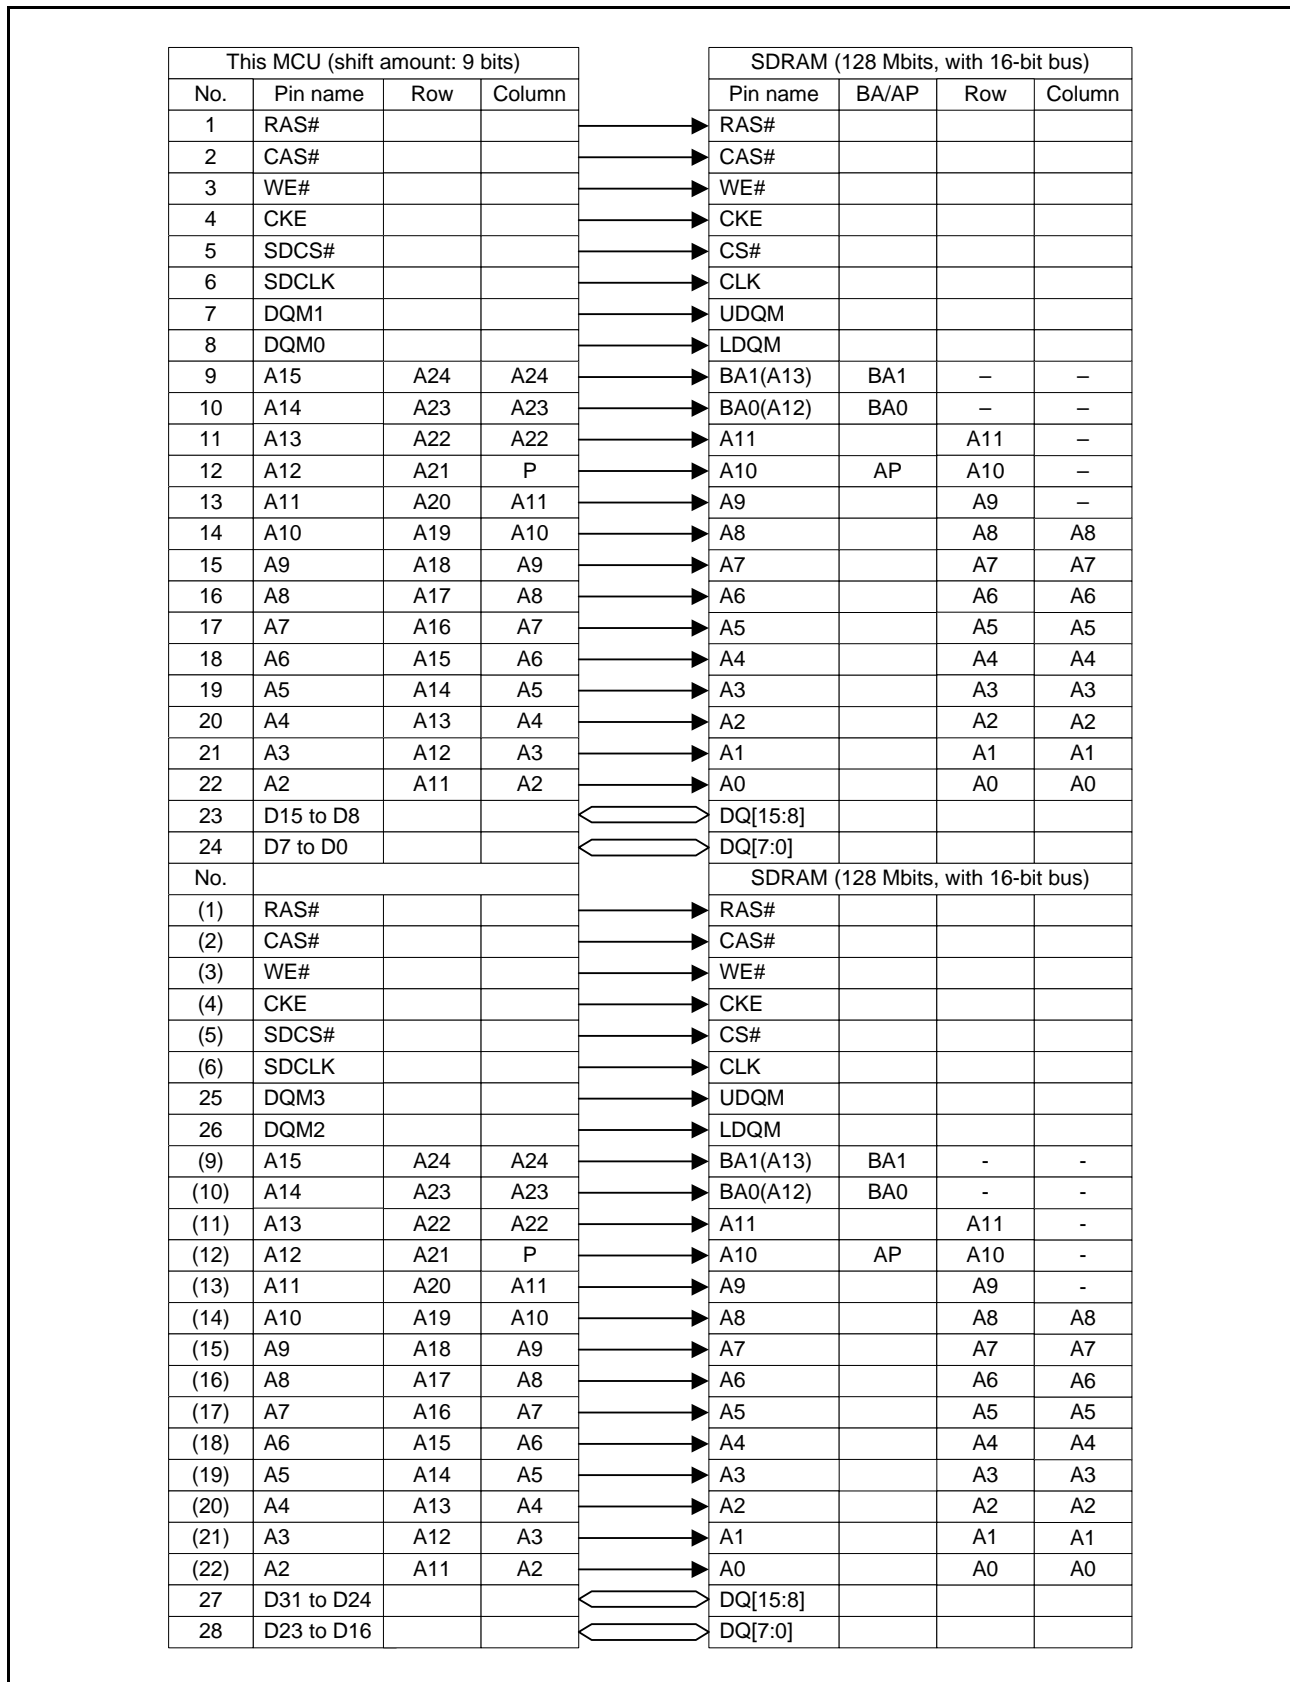 This MCU (shift amount: 9 bits) SDRAM (128 Mbits, with 16-bit bus)
No. Pin name Row Column Pin name BA/AP Row Column
1 RAS# RAS#
2 CAS# CAS#
3 WE# WE#
4 CKE CKE
5 SDCS# CS#
6 SDCLK CLK
7 DQM1 UDQM
8 DQM0 LDQM
9 A15 A24 A24 BA1(A13) BA1 – –
10 A14 A23 A23 BA0(A12) BA0 – –
11 A13 A22 A22 A11 A11 –
12 A12 A21 P A10 AP A10 –
13 A11 A20 A11 A9 A9 –
14 A10 A19 A10 A8 A8 A8
15 A9 A18 A9 A7 A7 A7
16 A8 A17 A8 A6 A6 A6
17 A7 A16 A7 A5 A5 A5
18 A6 A15 A6 A4 A4 A4
19 A5 A14 A5 A3 A3 A3
20 A4 A13 A4 A2 A2 A2
21 A3 A12 A3 A1 A1 A1
22 A2 A11 A2 A0 A0 A0
23 D15 to D8 DQ[15:8]
24 D7 to D0 DQ[7:0]
No. SDRAM (128 Mbits, with 16-bit bus)
(1) RAS# RAS#
(2) CAS# CAS#
(3) WE# WE#
(4) CKE CKE
(5) SDCS# CS#
(6) SDCLK CLK
25 DQM3 UDQM
26 DQM2 LDQM
(9) A15 A24 A24 BA1(A13) BA1 - -
(10) A14 A23 A23 BA0(A12) BA0 - -
(11) A13 A22 A22 A11 A11 -
(12) A12 A21 P A10 AP A10 -
(13) A11 A20 A11 A9 A9 -
(14) A10 A19 A10 A8 A8 A8
(15) A9 A18 A9 A7 A7 A7
(16) A8 A17 A8 A6 A6 A6
(17) A7 A16 A7 A5 A5 A5
(18) A6 A15 A6 A4 A4 A4
(19) A5 A14 A5 A3 A3 A3
(20) A4 A13 A4 A2 A2 A2
(21) A3 A12 A3 A1 A1 A1
(22) A2 A11 A2 A0 A0 A0
27 D31 to D24 DQ[15:8]
28 D23 to D16 DQ[7:0]